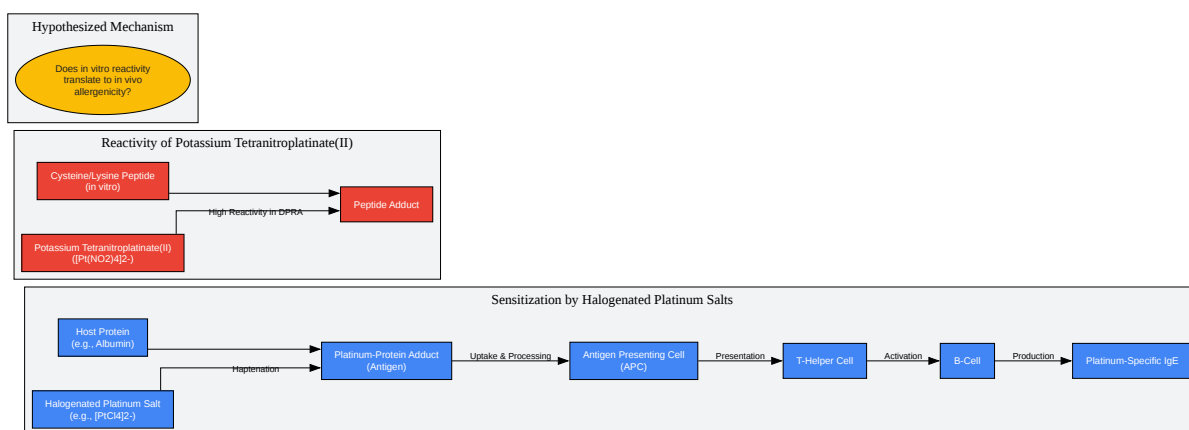 Hypothesized Mechanism
Does in vitro reactivity
translate to in vivo
allergenicity?
Reactivity of Potassium Tetranitroplatinate(II)
Cysteine/Lysine Peptide
(in vitro)
Peptide Adduct
High Reactivity in DPRA
Potassium Tetranitroplatinate(II)
([Pt(NO2)4]2-)
Sensitization by Halogenated Platinum Salts
Host Protein
(e.g., Albumin)
Platinum-Protein Adduct
(Antigen)
Uptake & Processing
Antigen Presenting Cell
(APC)
Presentation
T-Helper Cell
Activation
B-Cell
Production
Platinum-Specific IgE
Haptenation
Halogenated Platinum Salt
(e.g., [PtCl4]2-)